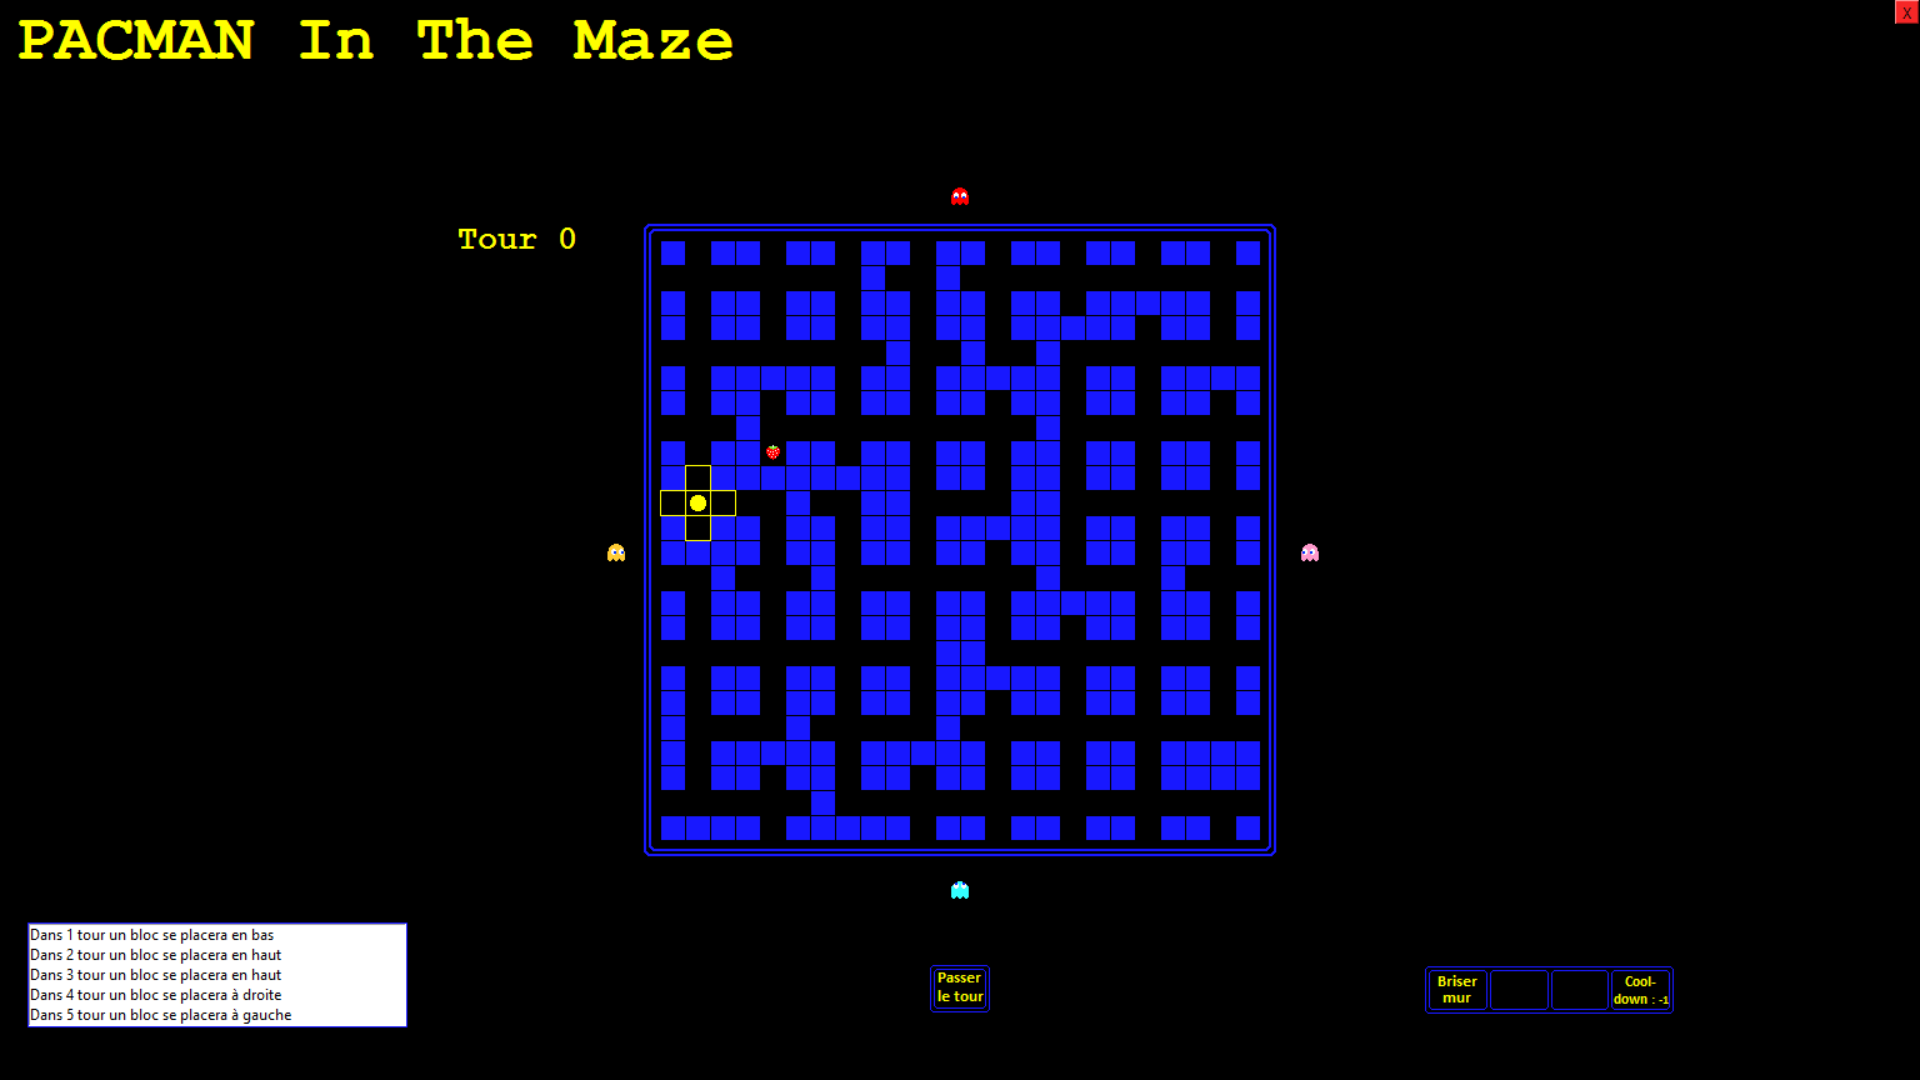 PACMAN In The Maze
X
Tour 0
Dans 1 tour un bloc se placera en bas
Dans 2 tour un bloc se placera en haut
Dans 3 tour un bloc se placera en haut
Dans 4 tour un bloc se placera à droite
Dans 5 tour un bloc se placera à gauche
Passer
le tour
Briser
mur
Cool-
down : -1